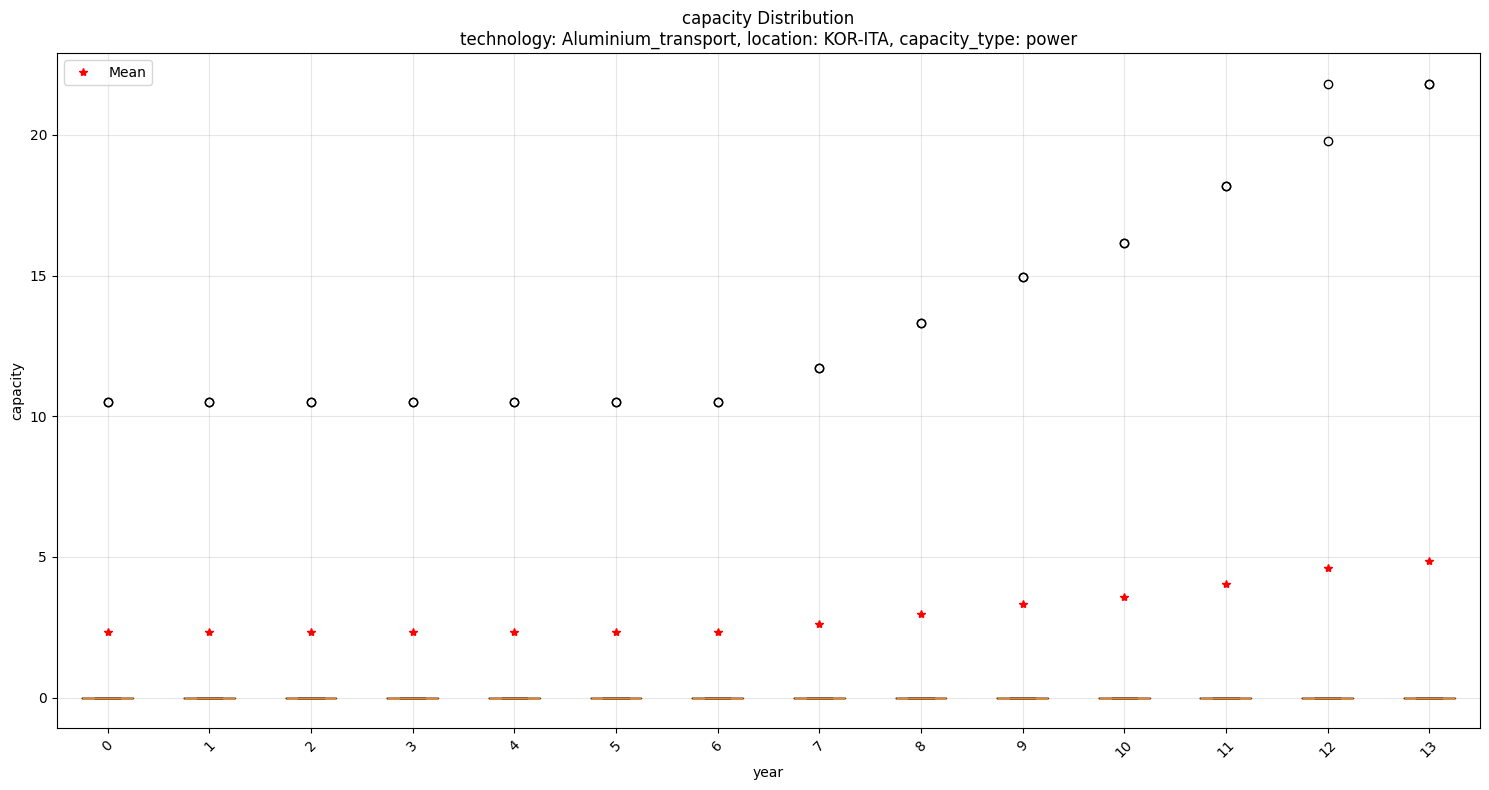 capacity Distribution
technology: Aluminium_transport, location: KOR-ITA, capacity_type: power
Mean
capacity
20
15
10
5
0
0 1 2 3 4 5 6 7 8 9 10 11 12 13
year